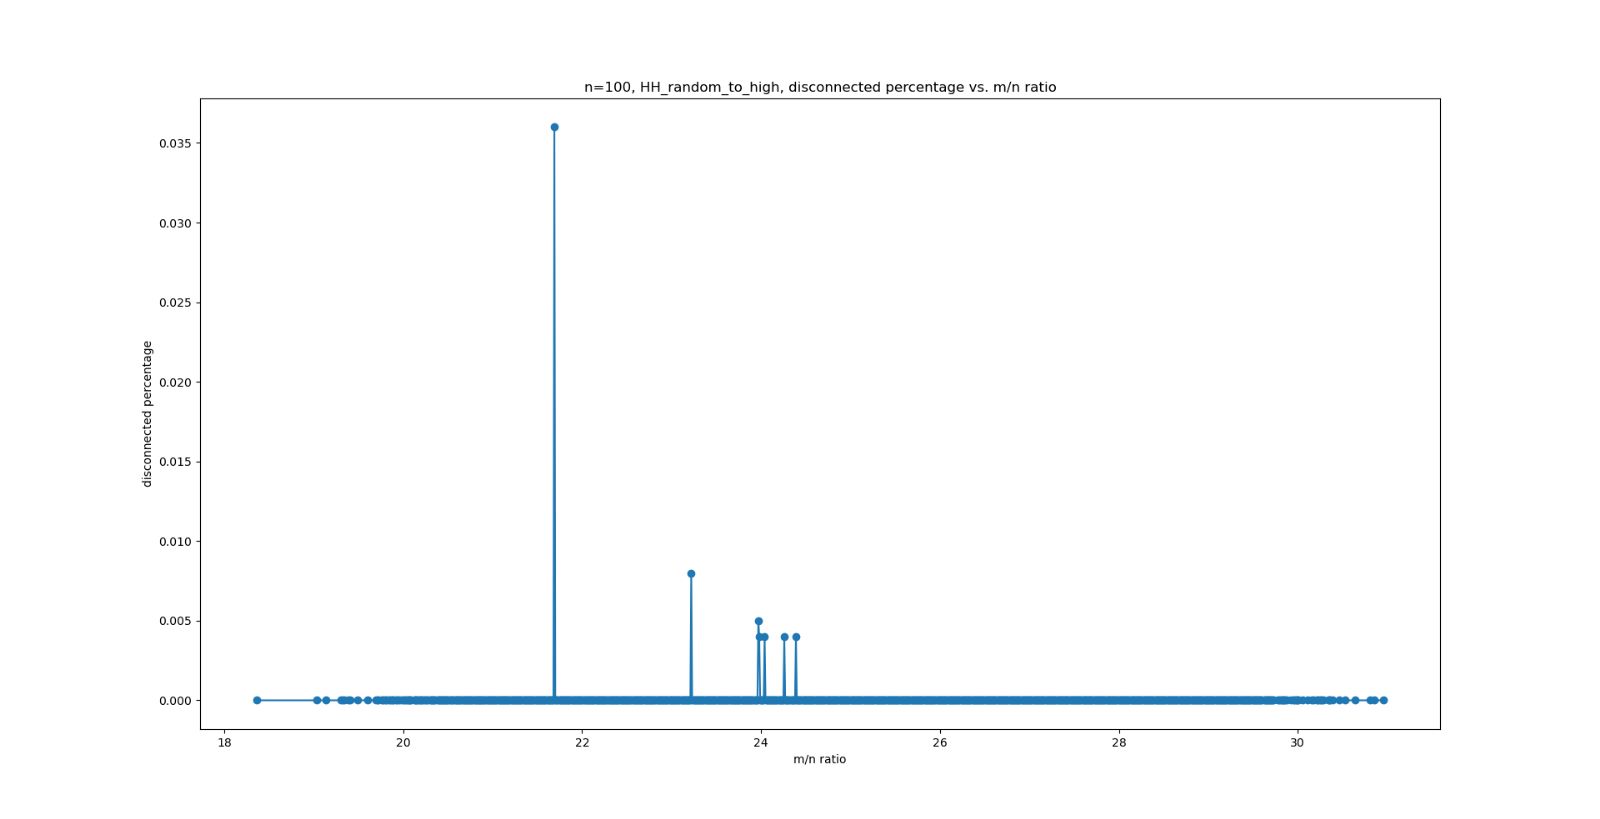 n=100, HH_random_to_high, disconnected percentage vs. m/n ratio
0.035
0.030
0.025
0.020
0.015
0.010
0.005
0.000
disconnected percentage
18 20 22 24 26 28 30
m/n ratio